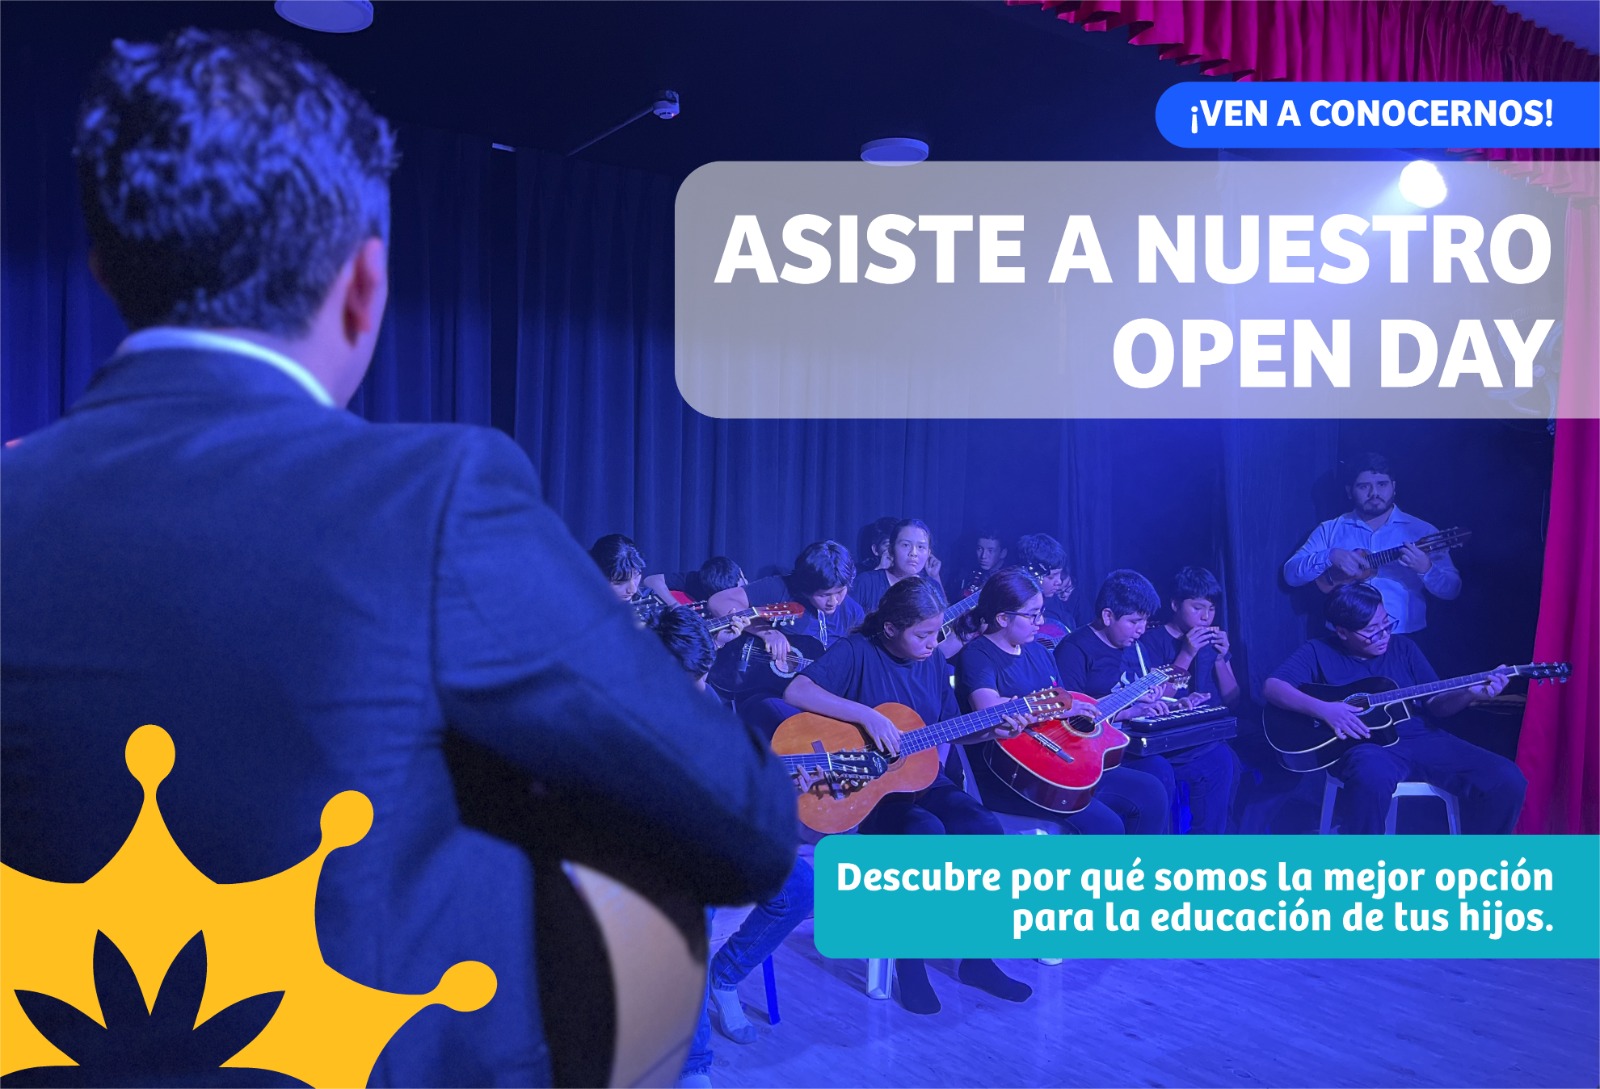 ¡VEN A CONOCERNOS!
ASISTE A NUESTRO
OPEN DAY
Descubre por qué somos la mejor opción
para la educación de tus hijos.